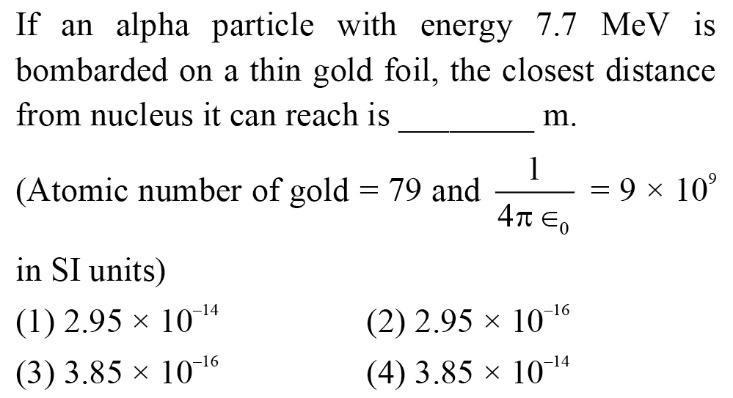 If an alpha particle with energy 7.7 MeV is
bombarded on a thin gold foil, the closest distance
from nucleus it can reach is __________ m.
(Atomic number of gold = 79 and 1/(4π ∈₀) = 9 × 10⁹
in SI units)
(1) 2.95 × 10⁻¹⁴ (2) 2.95 × 10⁻¹⁶
(3) 3.85 × 10⁻¹⁶ (4) 3.85 × 10⁻¹⁴